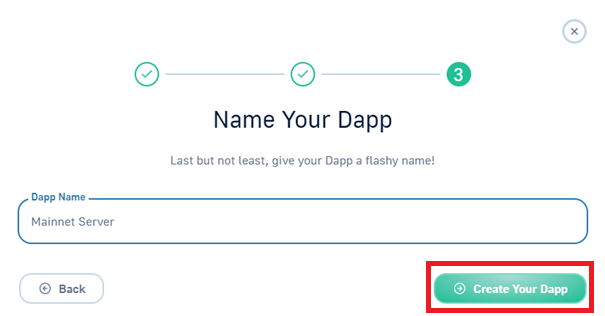 3
Name Your Dapp
Last but not least, give your Dapp a flashy name!
Dapp Name
Mainnet Server
Back
Create Your Dapp